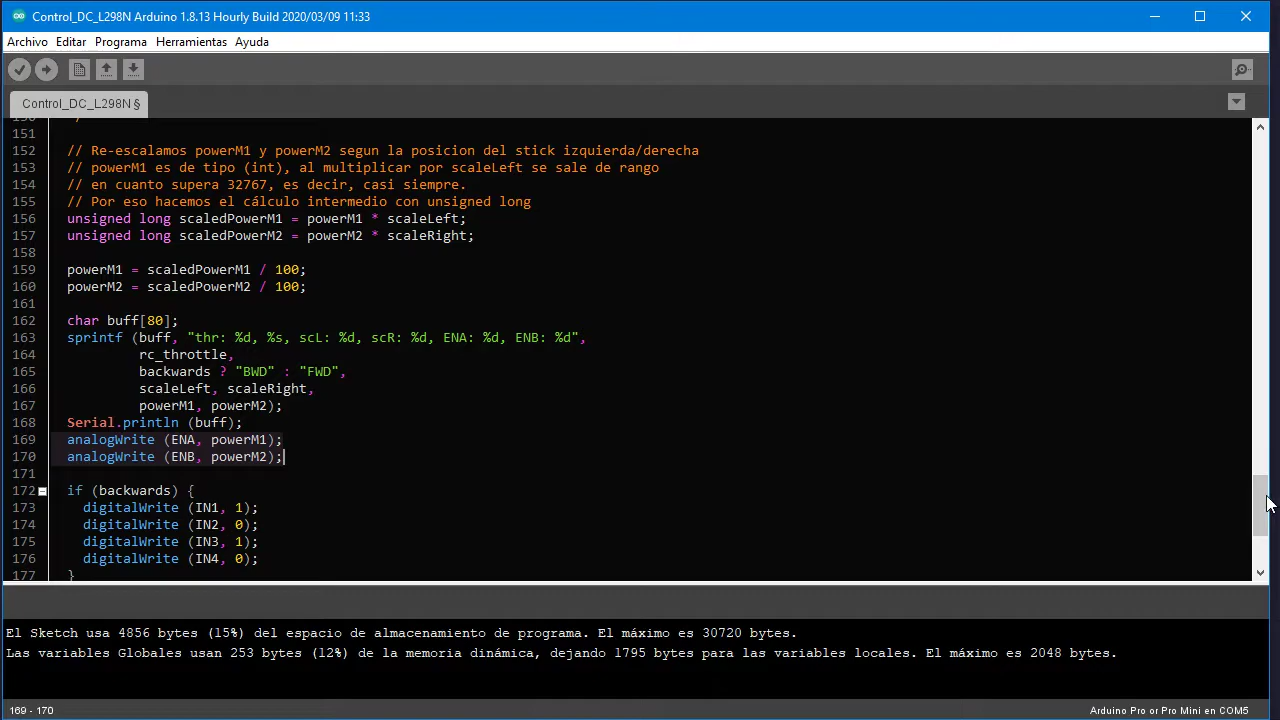 Control_DC_L298N Arduino 1.8.13 Hourly Build 2020/03/09 11:33
Archivo Editar Programa Herramientas Ayuda
Control_DC_L298N §
151
152 // Re-escalamos powerM1 y powerM2 segun la posicion del stick izquierda/derecha
153 // powerM1 es de tipo (int), al multiplicar por scaleLeft se sale de rango
154 // en cuanto supera 32767, es decir, casi siempre.
155 // Por eso hacemos el cálculo intermedio con unsigned long
156 unsigned long scaledPowerM1 = powerM1 * scaleLeft;
157 unsigned long scaledPowerM2 = powerM2 * scaleRight;
158
159 powerM1 = scaledPowerM1 / 100;
160 powerM2 = scaledPowerM2 / 100;
161
162 char buff[80];
163 sprintf (buff, "thr: %d, %s, scL: %d, scR: %d, ENA: %d, ENB: %d",
164 rc_throttle,
165 backwards ? "BWD" : "FWD",
166 scaleLeft, scaleRight,
167 powerM1, powerM2);
168 Serial.println (buff);
169 analogWrite (ENA, powerM1);
170 analogWrite (ENB, powerM2);
171
172 if (backwards) {
173 digitalWrite (IN1, 1);
174 digitalWrite (IN2, 0);
175 digitalWrite (IN3, 1);
176 digitalWrite (IN4, 0);
177 }
El Sketch usa 4856 bytes (15%) del espacio de almacenamiento de programa. El máximo es 30720 bytes.
Las variables Globales usan 253 bytes (12%) de la memoria dinámica, dejando 1795 bytes para las variables locales. El máximo es 2048 bytes.
169 - 170 Arduino Pro or Pro Mini en COM5